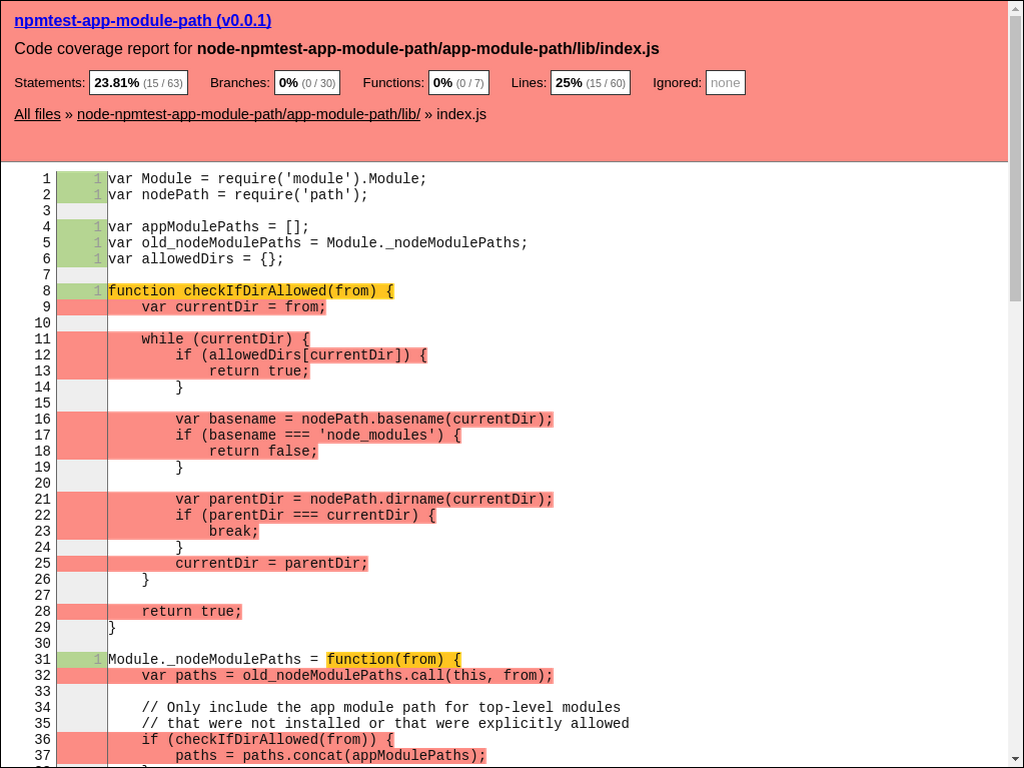 npmtest-app-module-path (v0.0.1)
Code coverage report for node-npmtest-app-module-path/app-module-path/lib/index.js
Statements: 23.81% (15 / 63) Branches: 0% (0 / 30) Functions: 0% (0 / 7) Lines: 25% (15 / 60) Ignored: none
All files » node-npmtest-app-module-path/app-module-path/lib/ » index.js
1 1 var Module = require('module').Module;
2 1 var nodePath = require('path');
3
4 1 var appModulePaths = [];
5 1 var old_nodeModulePaths = Module._nodeModulePaths;
6 1 var allowedDirs = {};
7
8 1 function checkIfDirAllowed(from) {
9 var currentDir = from;
10
11 while (currentDir) {
12 if (allowedDirs[currentDir]) {
13 return true;
14 }
15
16 var basename = nodePath.basename(currentDir);
17 if (basename === 'node_modules') {
18 return false;
19 }
20
21 var parentDir = nodePath.dirname(currentDir);
22 if (parentDir === currentDir) {
23 break;
24 }
25 currentDir = parentDir;
26 }
27
28 return true;
29 }
30
31 1 Module._nodeModulePaths = function(from) {
32 var paths = old_nodeModulePaths.call(this, from);
33
34 // Only include the app module path for top-level modules
35 // that were not installed or that were explicitly allowed
36 if (checkIfDirAllowed(from)) {
37 paths = paths.concat(appModulePaths);